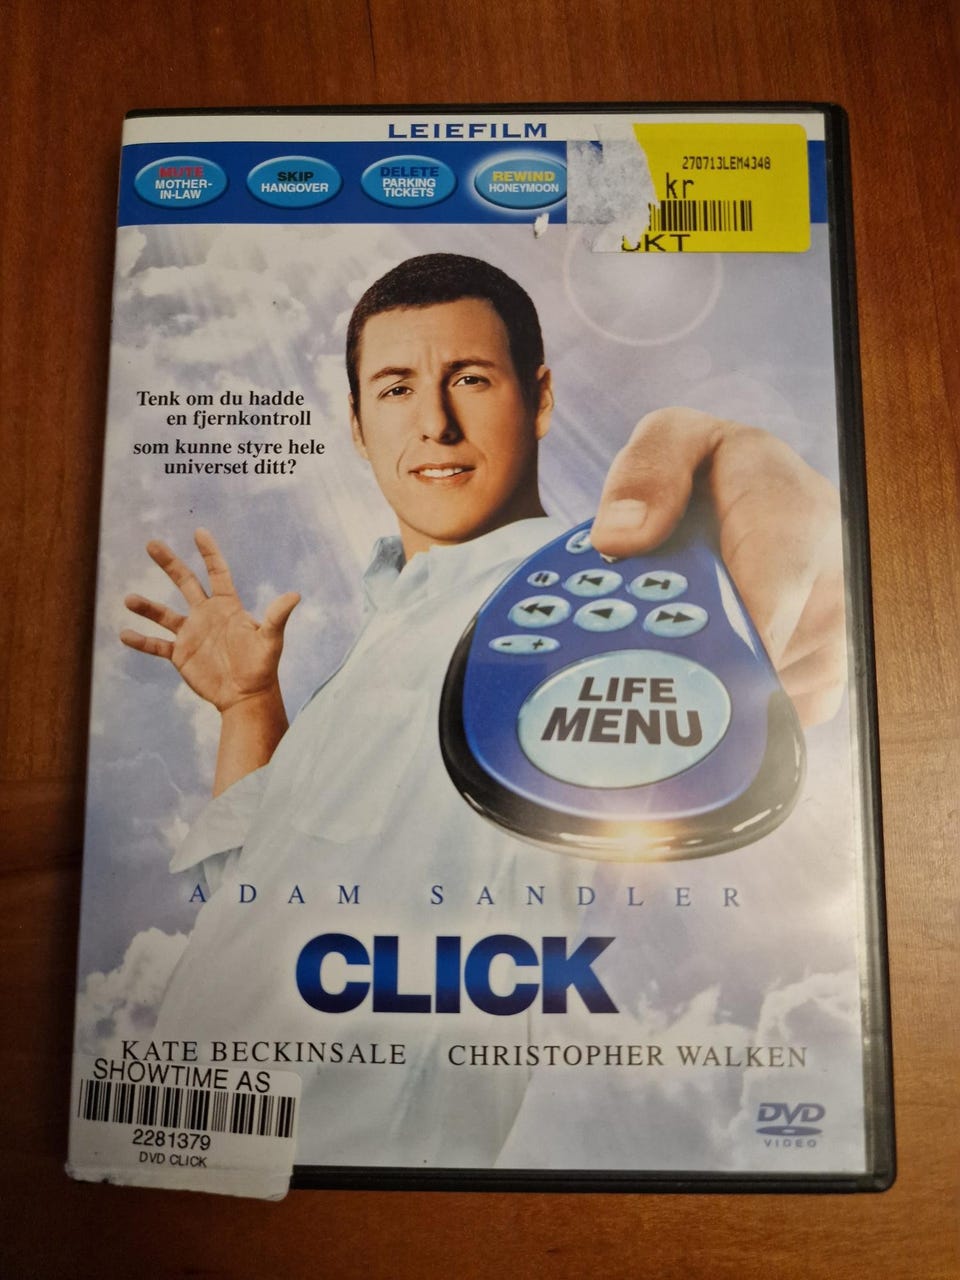 LEIEFILM
MUTE
MOTHER-
IN-LAW
SKIP
HANGOVER
DELETE
PARKING
TICKETS
REWIND
HONEYMOON
270713LEM4348
kr
Tenk om du hadde
en fjernkontroll
som kunne styre hele
universet ditt?
LIFE
MENU
ADAM SANDLER
CLICK
KATE BECKINSALE CHRISTOPHER WALKEN
SHOWTIME AS
2281379
DVD CLICK
DVD
VIDEO